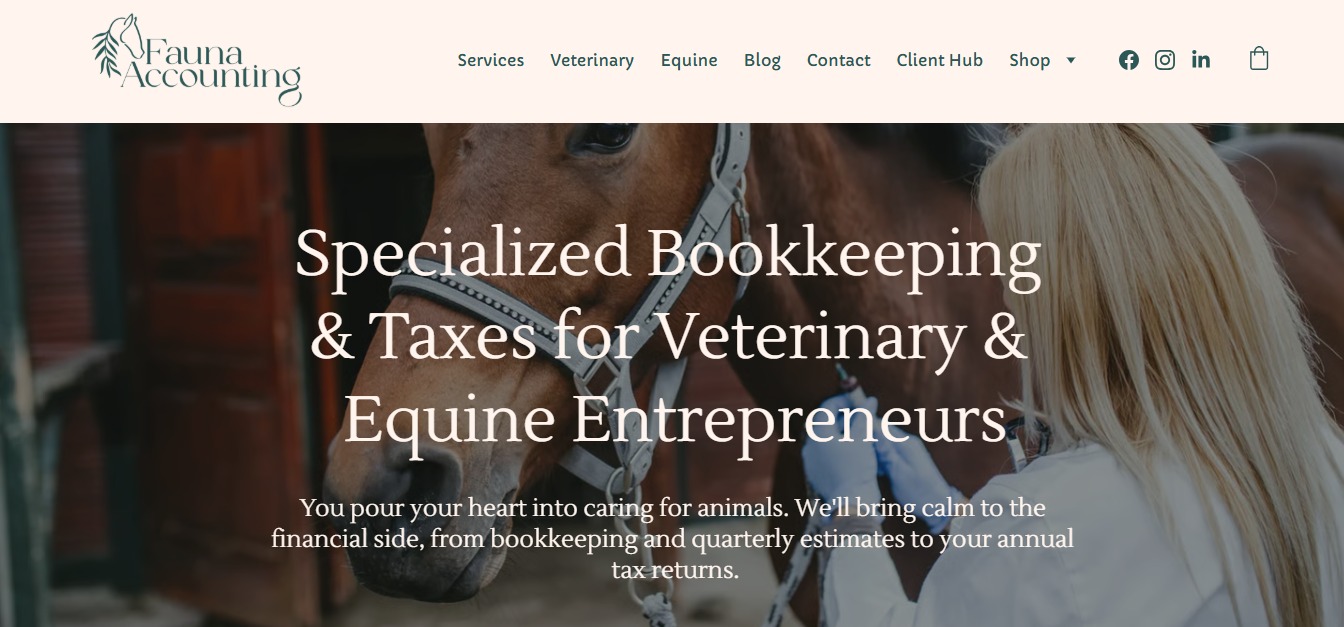 Fauna
Accounting
Services Veterinary Equine Blog Contact Client Hub Shop
Specialized Bookkeeping
& Taxes for Veterinary &
Equine Entrepreneurs
You pour your heart into caring for animals. We'll bring calm to the
financial side, from bookkeeping and quarterly estimates to your annual
tax returns.